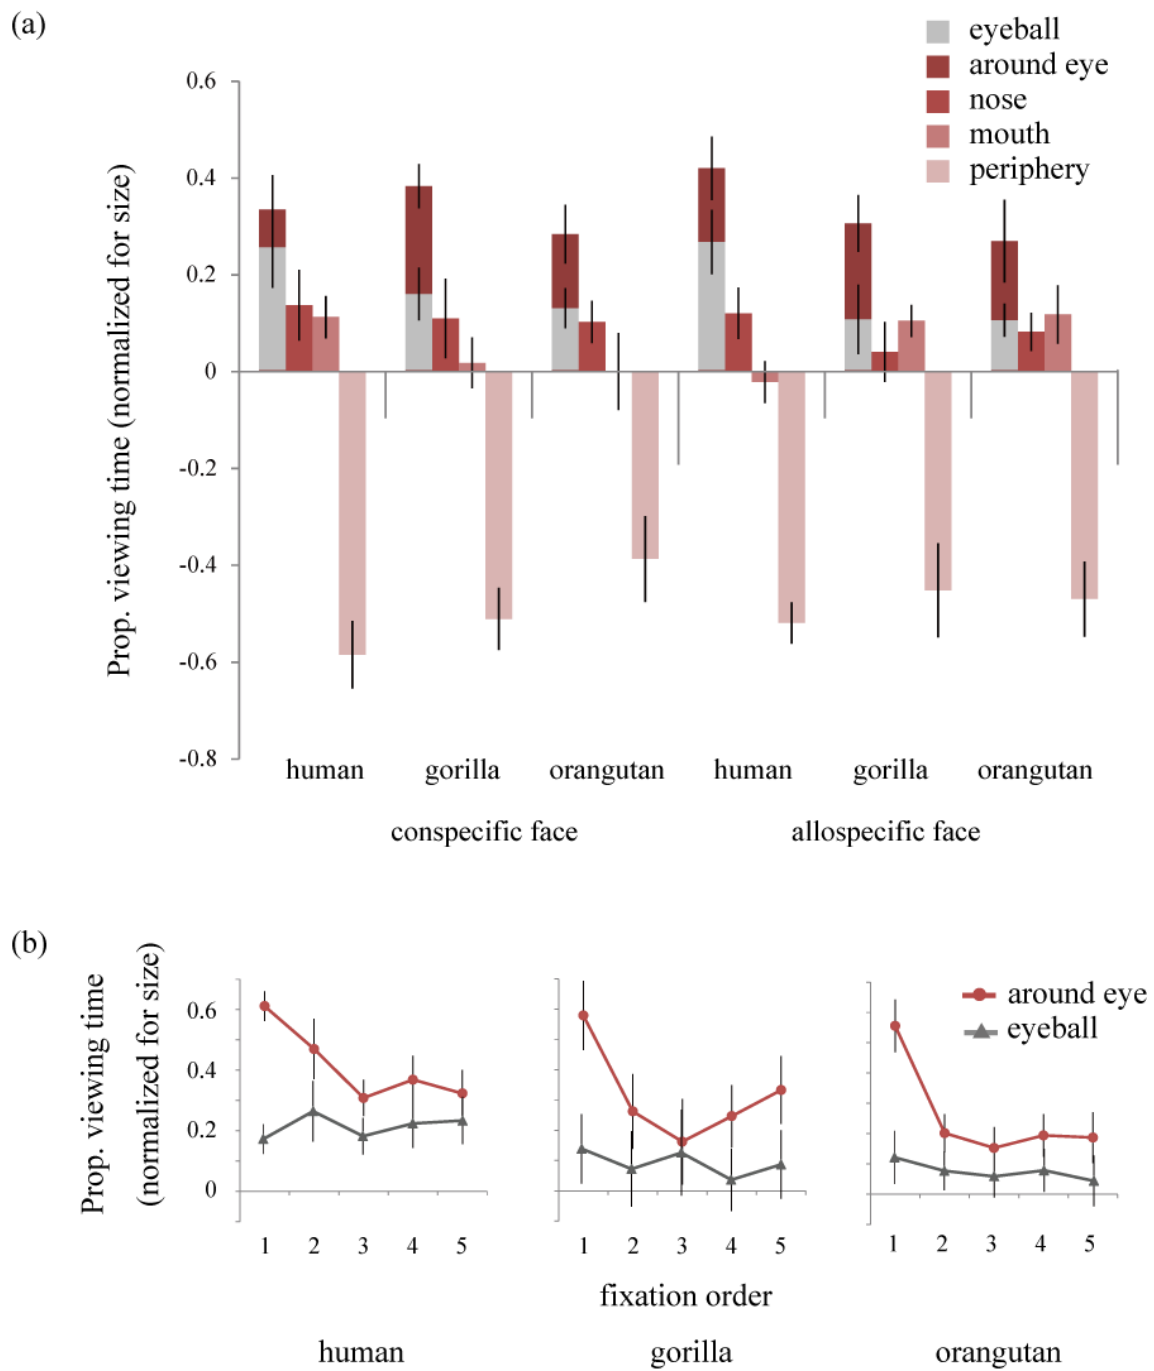 (a)
eyeball
around eye
nose
mouth
periphery
Prop. viewing time (normalized for size)
0.6
0.4
0.2
0
-0.2
-0.4
-0.6
-0.8
human gorilla orangutan human gorilla orangutan
conspecific face allospecific face
(b)
Prop. viewing time
(normalized for size)
0.6
0.4
0.2
0
around eye
eyeball
1 2 3 4 5 1 2 3 4 5 1 2 3 4 5
fixation order
human gorilla orangutan